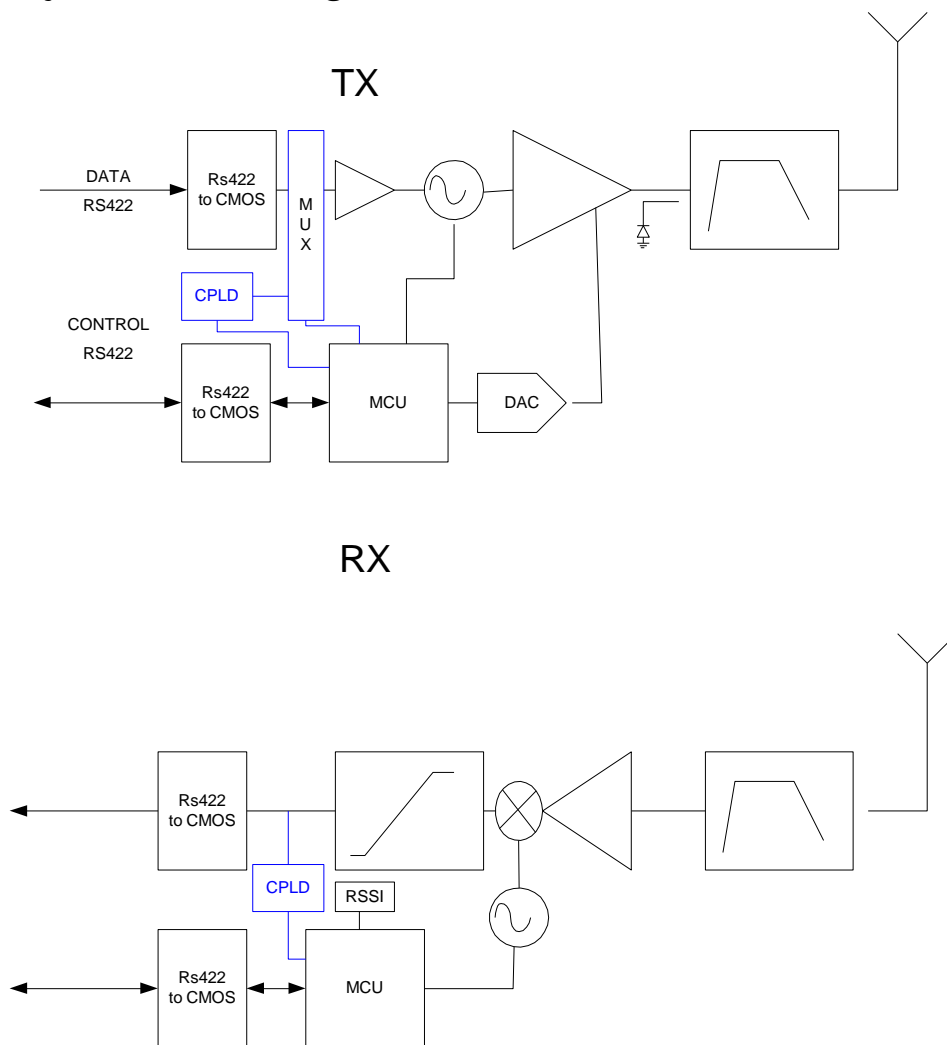 TX
DATA
RS422
Rs422
to CMOS
M
U
X
CPLD
CONTROL
RS422
Rs422
to CMOS
MCU
DAC
RX
Rs422
to CMOS
CPLD
RSSI
Rs422
to CMOS
MCU